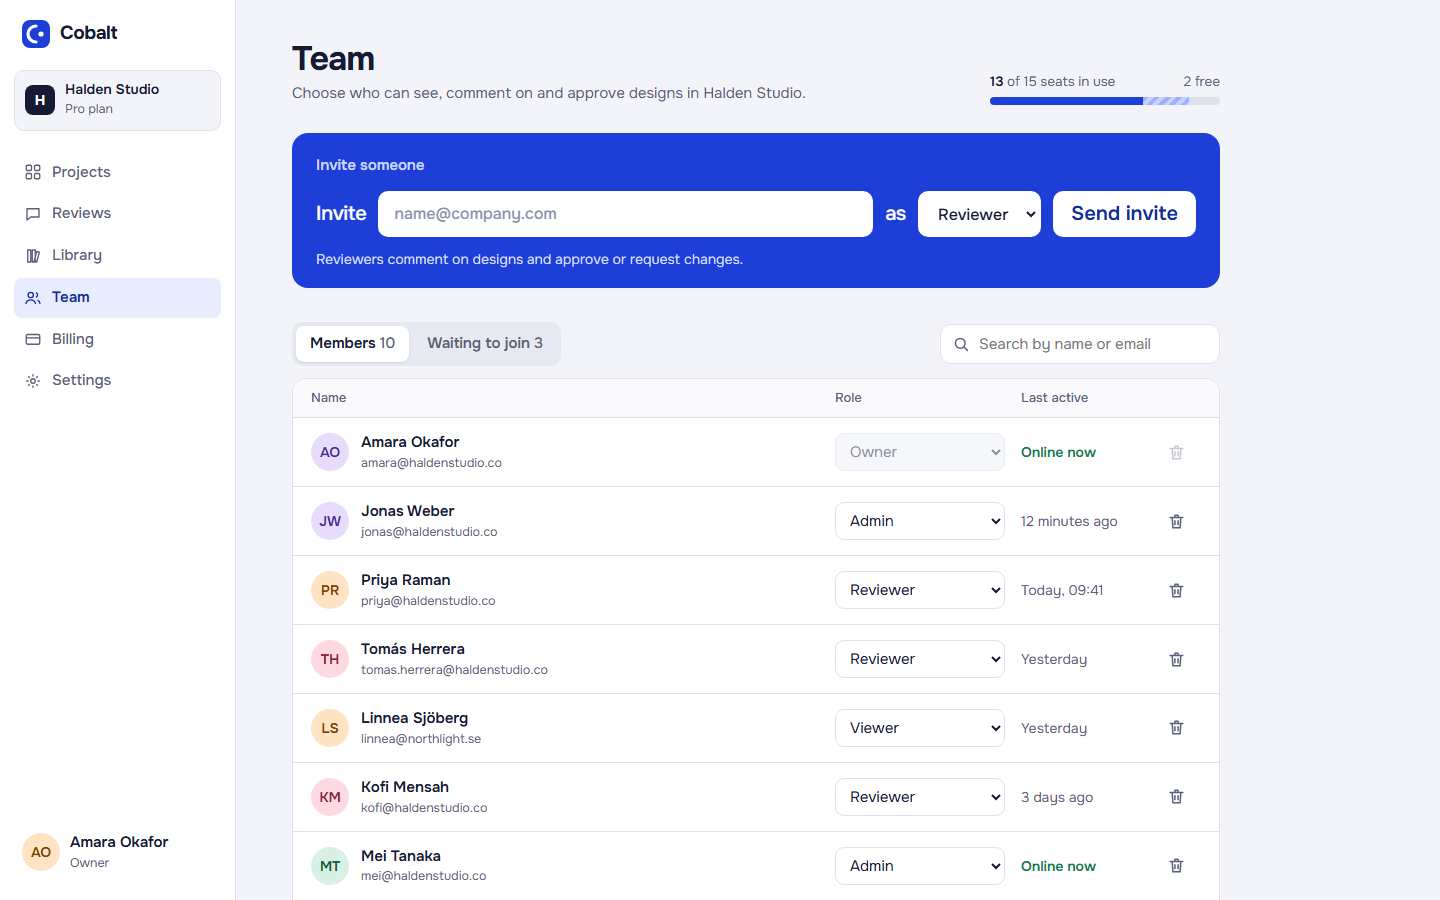 Cobalt
H
Halden Studio
Pro plan
Projects
Reviews
Library
Team
Billing
Settings
AO
Amara Okafor
Owner
Team
Choose who can see, comment on and approve designs in Halden Studio.
13 of 15 seats in use 2 free
Invite someone
Invite name@company.com as Reviewer Send invite
Reviewers comment on designs and approve or request changes.
Members 10 Waiting to join 3 Search by name or email
Name Role Last active
AO Amara Okafor Owner Online now
amara@haldenstudio.co
JW Jonas Weber Admin 12 minutes ago
jonas@haldenstudio.co
PR Priya Raman Reviewer Today, 09:41
priya@haldenstudio.co
TH Tomás Herrera Reviewer Yesterday
tomas.herrera@haldenstudio.co
LS Linnea Sjöberg Viewer Yesterday
linnea@northlight.se
KM Kofi Mensah Reviewer 3 days ago
kofi@haldenstudio.co
MT Mei Tanaka Admin Online now
mei@haldenstudio.co